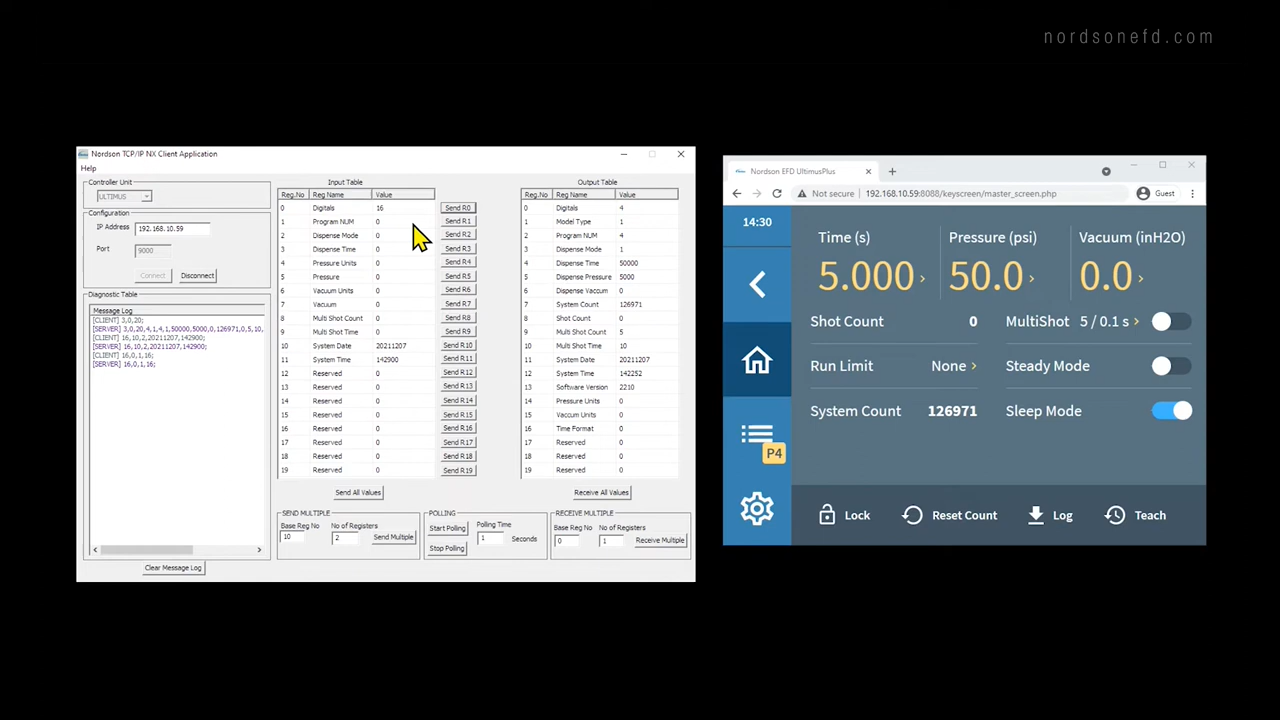 nordsonefd.com
Nordson TCP/IP NX Client Application
Help
Controller Unit
ULTIMUS
Configuration
IP Address 192.168.10.59
Port 9000
Connect Disconnect
Diagnostic Table
Message Log
[CLIENT] 3,0,20;
[SERVER] 3,0,20,4,1,4,1,50000,5000,0,126971,0,5,10,
[CLIENT] 16,10,2,20211207,142900;
[SERVER] 16,10,2,20211207,142900;
[CLIENT] 16,0,1,16;
[SERVER] 16,0,1,16;
Clear Message Log
Input Table
Reg.No Reg Name Value
0 Digitals 16 Send R0
1 Program NUM 0 Send R1
2 Dispense Mode 0 Send R2
3 Dispense Time 0 Send R3
4 Pressure Units 0 Send R4
5 Pressure 0 Send R5
6 Vacuum Units 0 Send R6
7 Vacuum 0 Send R7
8 Multi Shot Count 0 Send R8
9 Multi Shot Time 0 Send R9
10 System Date 20211207 Send R10
11 System Time 142900 Send R11
12 Reserved 0 Send R12
13 Reserved 0 Send R13
14 Reserved 0 Send R14
15 Reserved 0 Send R15
16 Reserved 0 Send R16
17 Reserved 0 Send R17
18 Reserved 0 Send R18
19 Reserved 0 Send R19
Send All Values
Output Table
Reg.No Reg Name Value
0 Digitals 4
1 Model Type 1
2 Program NUM 4
3 Dispense Mode 1
4 Dispense Time 50000
5 Dispense Pressure 5000
6 Dispense Vaccum 0
7 System Count 126971
8 Shot Count 0
9 Multi Shot Count 5
10 Multi Shot Time 10
11 System Date 20211207
12 System Time 142252
13 Software Version 2210
14 Pressure Units 0
15 Vaccum Units 0
16 Time Format 0
17 Reserved 0
18 Reserved 0
19 Reserved 0
Receive All Values
SEND MULTIPLE
Base Reg No No of Registers
10 2 Send Multiple
POLLING
Start Polling Polling Time
1 Seconds
Stop Polling
RECEIVE MULTIPLE
Base Reg No No of Registers
0 1 Receive Multiple
Nordson EFD UltimusPlus
Not secure 192.168.10.59:8088/keyscreen/master_screen.php Guest
14:30
P4
Time (s) Pressure (psi) Vacuum (inH2O)
5.000 50.0 0.0
Shot Count 0 MultiShot 5 / 0.1 s
Run Limit None Steady Mode
System Count 126971 Sleep Mode
Lock Reset Count Log Teach